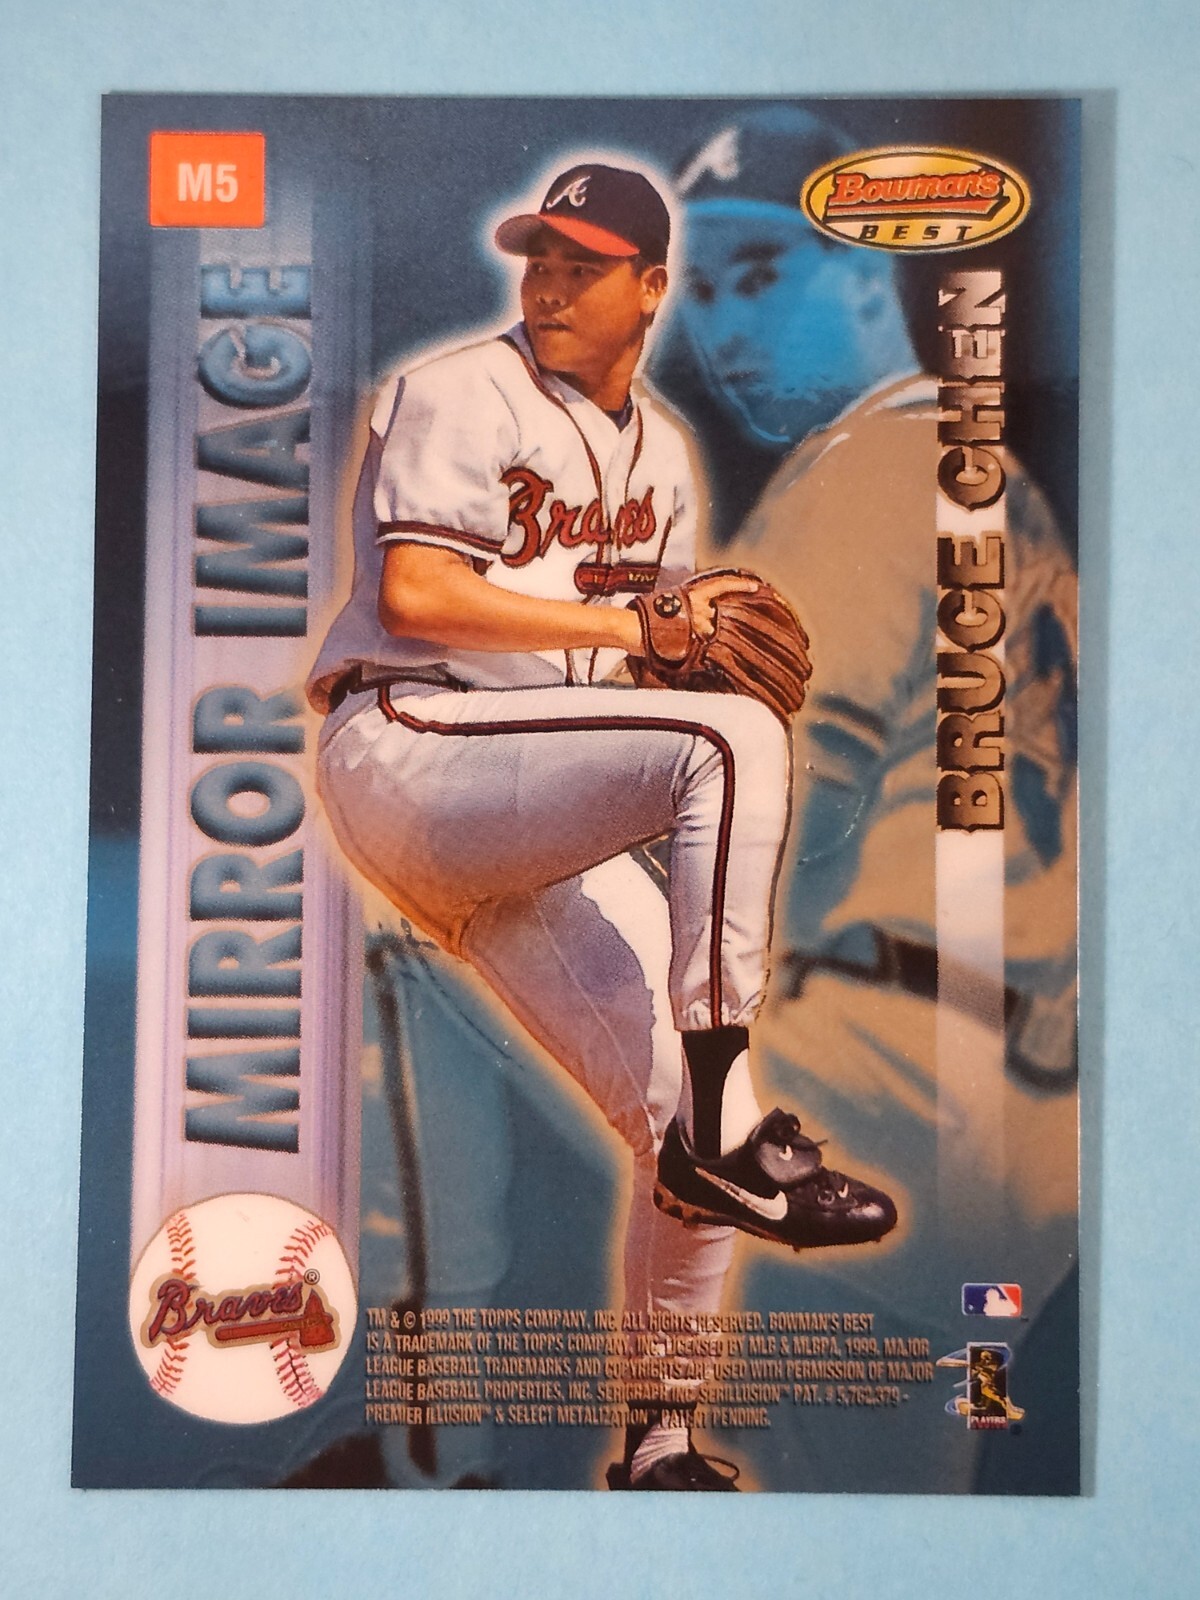 M5
Bowman's
BEST
MIRROR IMAGE
BRUCE CHEN
A
Braves
Braves®
TM & © 1999 THE TOPPS COMPANY, INC. ALL RIGHTS RESERVED. BOWMAN'S BEST
IS A TRADEMARK OF THE TOPPS COMPANY, INC. LICENSED BY MLB & MLBPA, 1999. MAJOR
LEAGUE BASEBALL TRADEMARKS AND COPYRIGHTS ARE USED WITH PERMISSION OF MAJOR
LEAGUE BASEBALL PROPERTIES, INC. SERIGRAPH INC. SERILLUSION™ PAT. # 5,762,379 -
PREMIER ILLUSION™ & SELECT METALIZATION™ PATENT PENDING.
PLAYERS